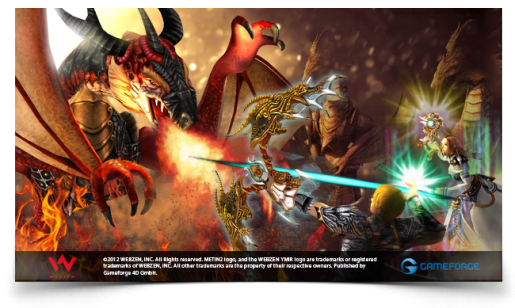 ©2012 WEBZEN, INC. All Rights reserved. METIN2 logo, and the WEBZEN YMIR logo are trademarks or registered
trademarks of WEBZEN, INC. All other trademarks are the property of their respective owners. Published by
Gameforge 4D GmbH.
GAMEFORGE